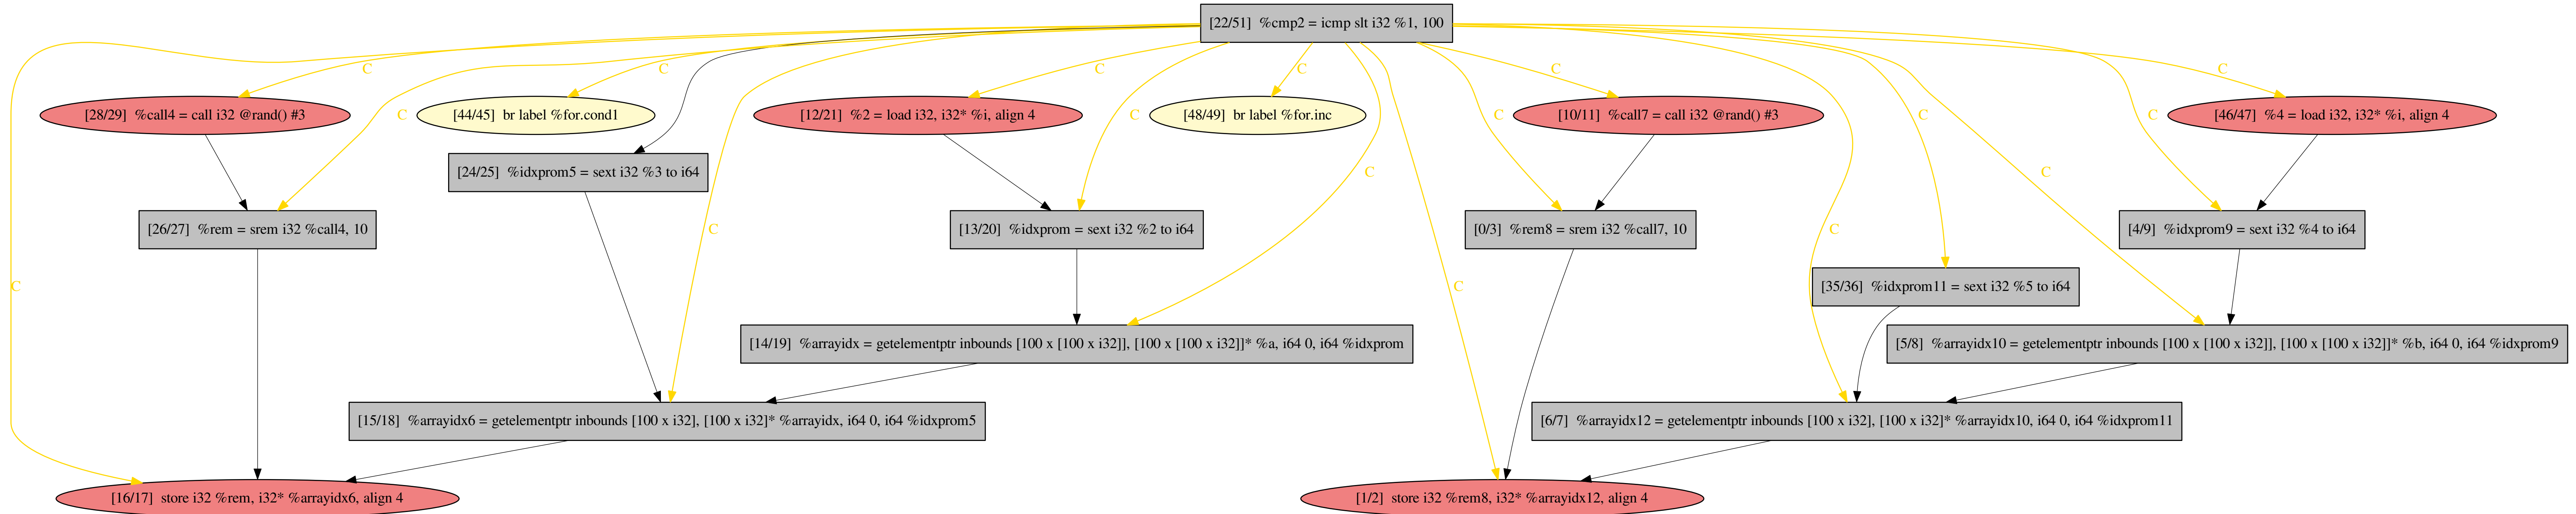 [22/51] %cmp2 = icmp slt i32 %1, 100
C
C
C
C
C
[28/29] %call4 = call i32 @rand() #3
[44/45] br label %for.cond1
[12/21] %2 = load i32, i32* %i, align 4
[48/49] br label %for.inc
[10/11] %call7 = call i32 @rand() #3
[46/47] %4 = load i32, i32* %i, align 4
C
C
C
C
C
C
[24/25] %idxprom5 = sext i32 %3 to i64
C
C
[26/27] %rem = srem i32 %call4, 10
C
[13/20] %idxprom = sext i32 %2 to i64
[0/3] %rem8 = srem i32 %call7, 10
C
[4/9] %idxprom9 = sext i32 %4 to i64
C
C
[35/36] %idxprom11 = sext i32 %5 to i64
[14/19] %arrayidx = getelementptr inbounds [100 x [100 x i32]], [100 x [100 x i32]]* %a, i64 0, i64 %idxprom
[5/8] %arrayidx10 = getelementptr inbounds [100 x [100 x i32]], [100 x [100 x i32]]* %b, i64 0, i64 %idxprom9
[15/18] %arrayidx6 = getelementptr inbounds [100 x i32], [100 x i32]* %arrayidx, i64 0, i64 %idxprom5
[6/7] %arrayidx12 = getelementptr inbounds [100 x i32], [100 x i32]* %arrayidx10, i64 0, i64 %idxprom11
[16/17] store i32 %rem, i32* %arrayidx6, align 4
[1/2] store i32 %rem8, i32* %arrayidx12, align 4